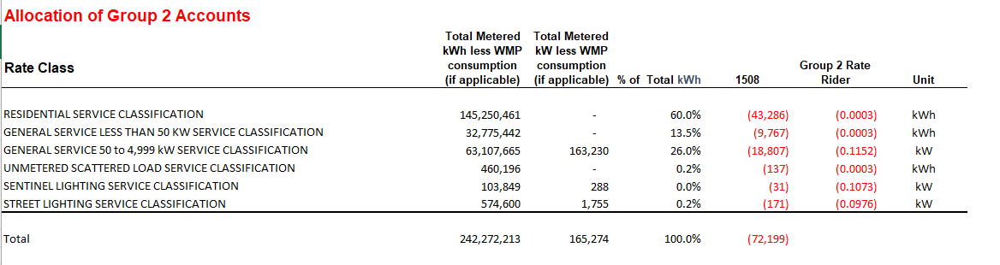 Allocation of Group 2 Accounts
Total Metered Total Metered
kWh less WMP kW less WMP
consumption consumption Group 2 Rate
Rate Class (if applicable) (if applicable) % of Total kWh 1508 Rider Unit
RESIDENTIAL SERVICE CLASSIFICATION 145,250,461 - 60.0% (43,286) (0.0003) kWh
GENERAL SERVICE LESS THAN 50 KW SERVICE CLASSIFICATION 32,775,442 - 13.5% (9,767) (0.0003) kWh
GENERAL SERVICE 50 to 4,999 kW SERVICE CLASSIFICATION 63,107,665 163,230 26.0% (18,807) (0.1152) kW
UNMETERED SCATTERED LOAD SERVICE CLASSIFICATION 460,196 - 0.2% (137) (0.0003) kWh
SENTINEL LIGHTING SERVICE CLASSIFICATION 103,849 288 0.0% (31) (0.1073) kW
STREET LIGHTING SERVICE CLASSIFICATION 574,600 1,755 0.2% (171) (0.0976) kW
Total 242,272,213 165,274 100.0% (72,199)